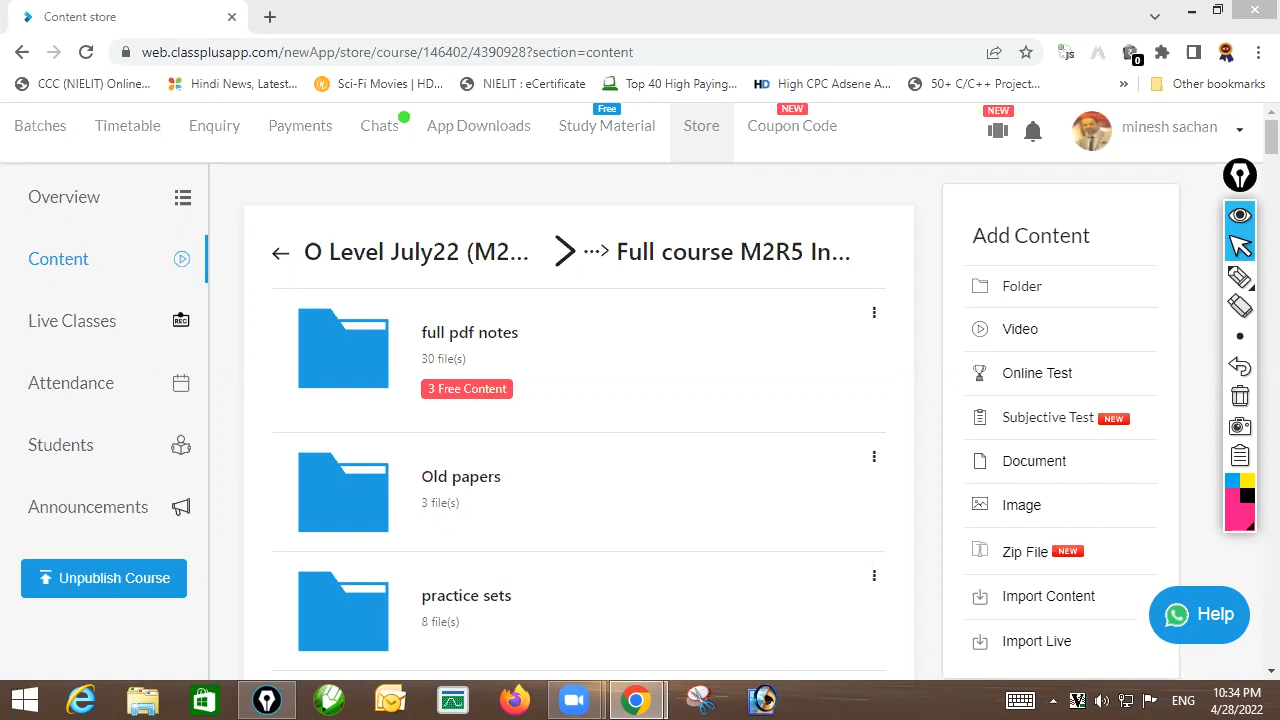 Content store
web.classplusapp.com/newApp/store/course/146402/4390928?section=content
JS
0
CCC (NIELIT) Online...
Hindi News, Latest...
Sci-Fi Movies | HD...
NIELIT : eCertificate
Top 40 High Paying...
HD High CPC Adsene A...
50+ C/C++ Project...
»
Other bookmarks
Free
NEW
NEW
Batches
Timetable
Enquiry
Payments
Chats
App Downloads
Study Material
Store
Coupon Code
minesh sachan
Overview
Content
Live Classes
REC
Attendance
Students
Announcements
Unpublish Course
O Level July22 (M2...
Full course M2R5 In...
full pdf notes
30 file(s)
3 Free Content
Old papers
3 file(s)
practice sets
8 file(s)
Add Content
Folder
Video
Online Test
Subjective Test NEW
Document
Image
Zip File NEW
Import Content
Import Live
Help
ENG
10:34 PM
4/28/2022